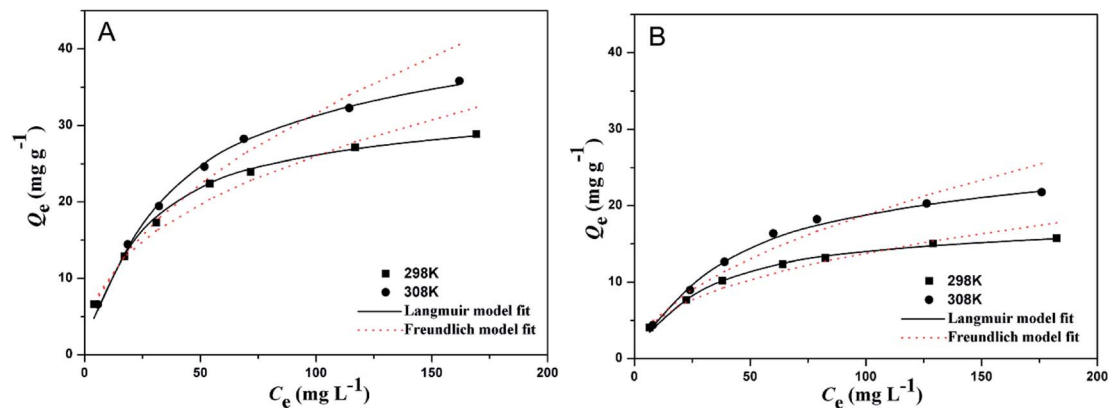 A
40
30
20
10
0
Qe (mg g-1)
298K
308K
Langmuir model fit
Freundlich model fit
0 50 100 150 200
Ce (mg L-1)
B
40
30
20
10
0
Qe (mg g-1)
298K
308K
Langmuir model fit
Freundlich model fit
0 50 100 150 200
Ce (mg L-1)